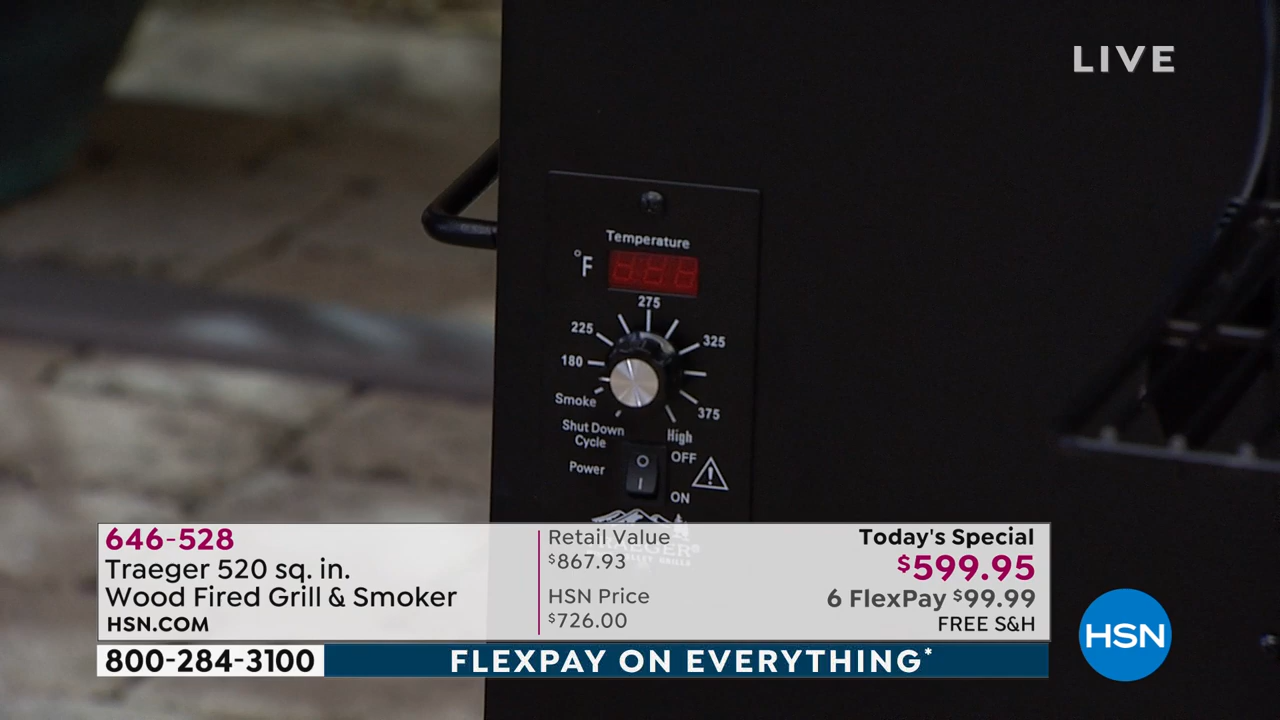 LIVE
Temperature
°F
275
225
325
180
Smoke
375
Shut Down
Cycle
High
Power
OFF
ON
646-528
Traeger 520 sq. in.
Wood Fired Grill & Smoker
HSN.COM
Retail Value
$867.93
HSN Price
$726.00
Today's Special
$599.95
6 FlexPay $99.99
FREE S&H
800-284-3100
FLEXPAY ON EVERYTHING*
HSN